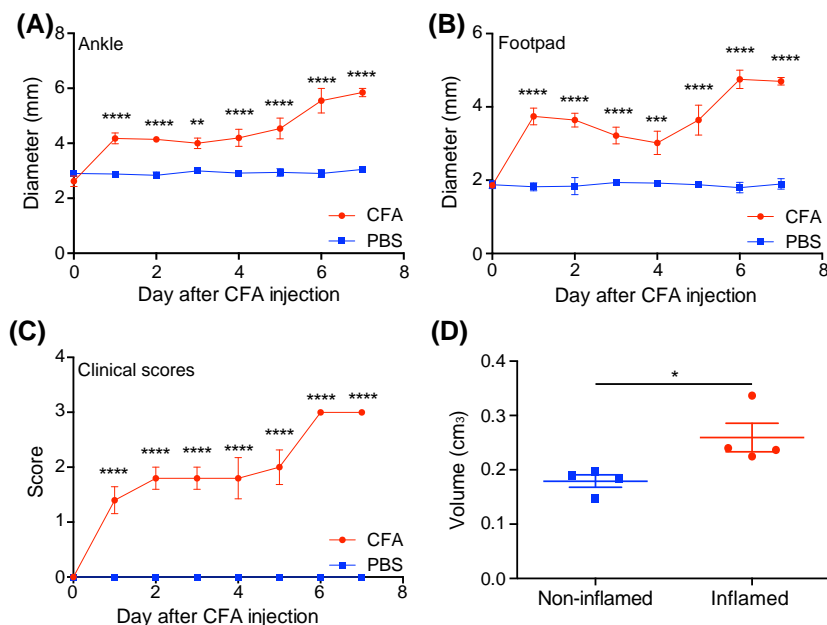 (A)
Ankle
Diameter (mm)
8
6
4
2
0
**** **** ** **** **** **** ****
CFA
PBS
0 2 4 6 8
Day after CFA injection
(B)
Footpad
Diameter (mm)
6
4
2
0
**** **** **** *** **** **** ****
CFA
PBS
0 2 4 6 8
Day after CFA injection
(C)
Clinical scores
Score
4
3
2
1
0
**** **** **** **** **** **** ****
CFA
PBS
0 2 4 6 8
Day after CFA injection
(D)
Volume (cm3)
0.4
0.3
0.2
0.1
0.0
*
Non-inflamed Inflamed